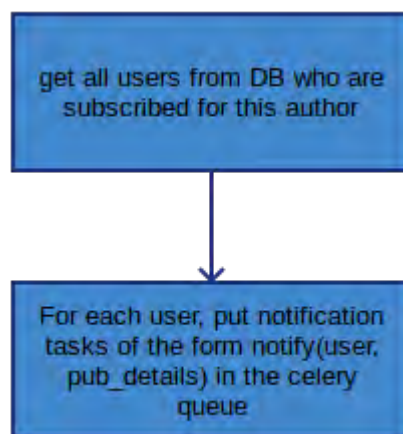 get all users from DB who are
subscribed for this author
For each user, put notification
tasks of the form notify(user,
pub_details) in the celery
queue